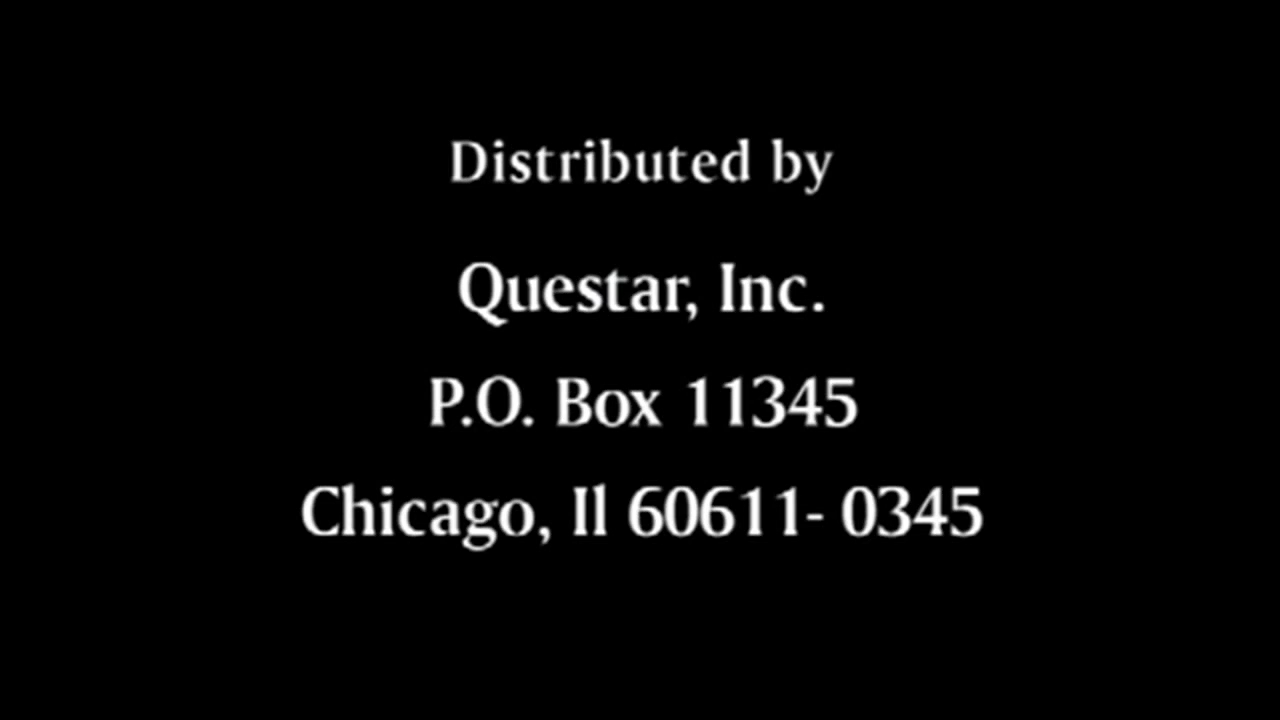 Distributed by
Questar, Inc.
P.O. Box 11345
Chicago, Il 60611- 0345